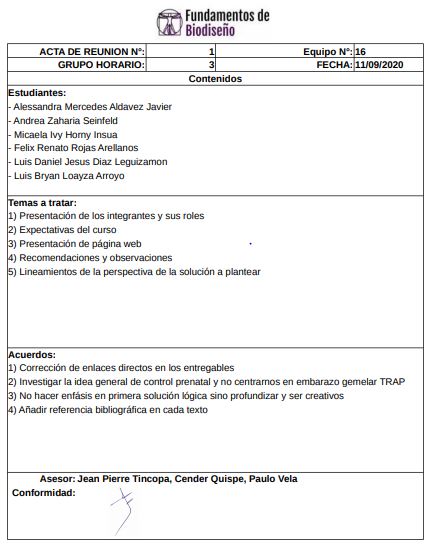 Fundamentos de
Biodiseño
ACTA DE REUNION Nº: 1 Equipo Nº: 16
GRUPO HORARIO: 3 FECHA: 11/09/2020
Contenidos
Estudiantes:
- Alessandra Mercedes Aldavez Javier
- Andrea Zaharia Seinfeld
- Micaela Ivy Horny Insua
- Felix Renato Rojas Arellanos
- Luis Daniel Jesus Diaz Leguizamon
- Luis Bryan Loayza Arroyo
Temas a tratar:
1) Presentación de los integrantes y sus roles
2) Expectativas del curso
3) Presentación de página web
4) Recomendaciones y observaciones
5) Lineamientos de la perspectiva de la solución a plantear
Acuerdos:
1) Corrección de enlaces directos en los entregables
2) Investigar la idea general de control prenatal y no centrarnos en embarazo gemelar TRAP
3) No hacer enfásis en primera solución lógica sino profundizar y ser creativos
4) Añadir referencia bibliográfica en cada texto
Asesor: Jean Pierre Tincopa, Cender Quispe, Paulo Vela
Conformidad: